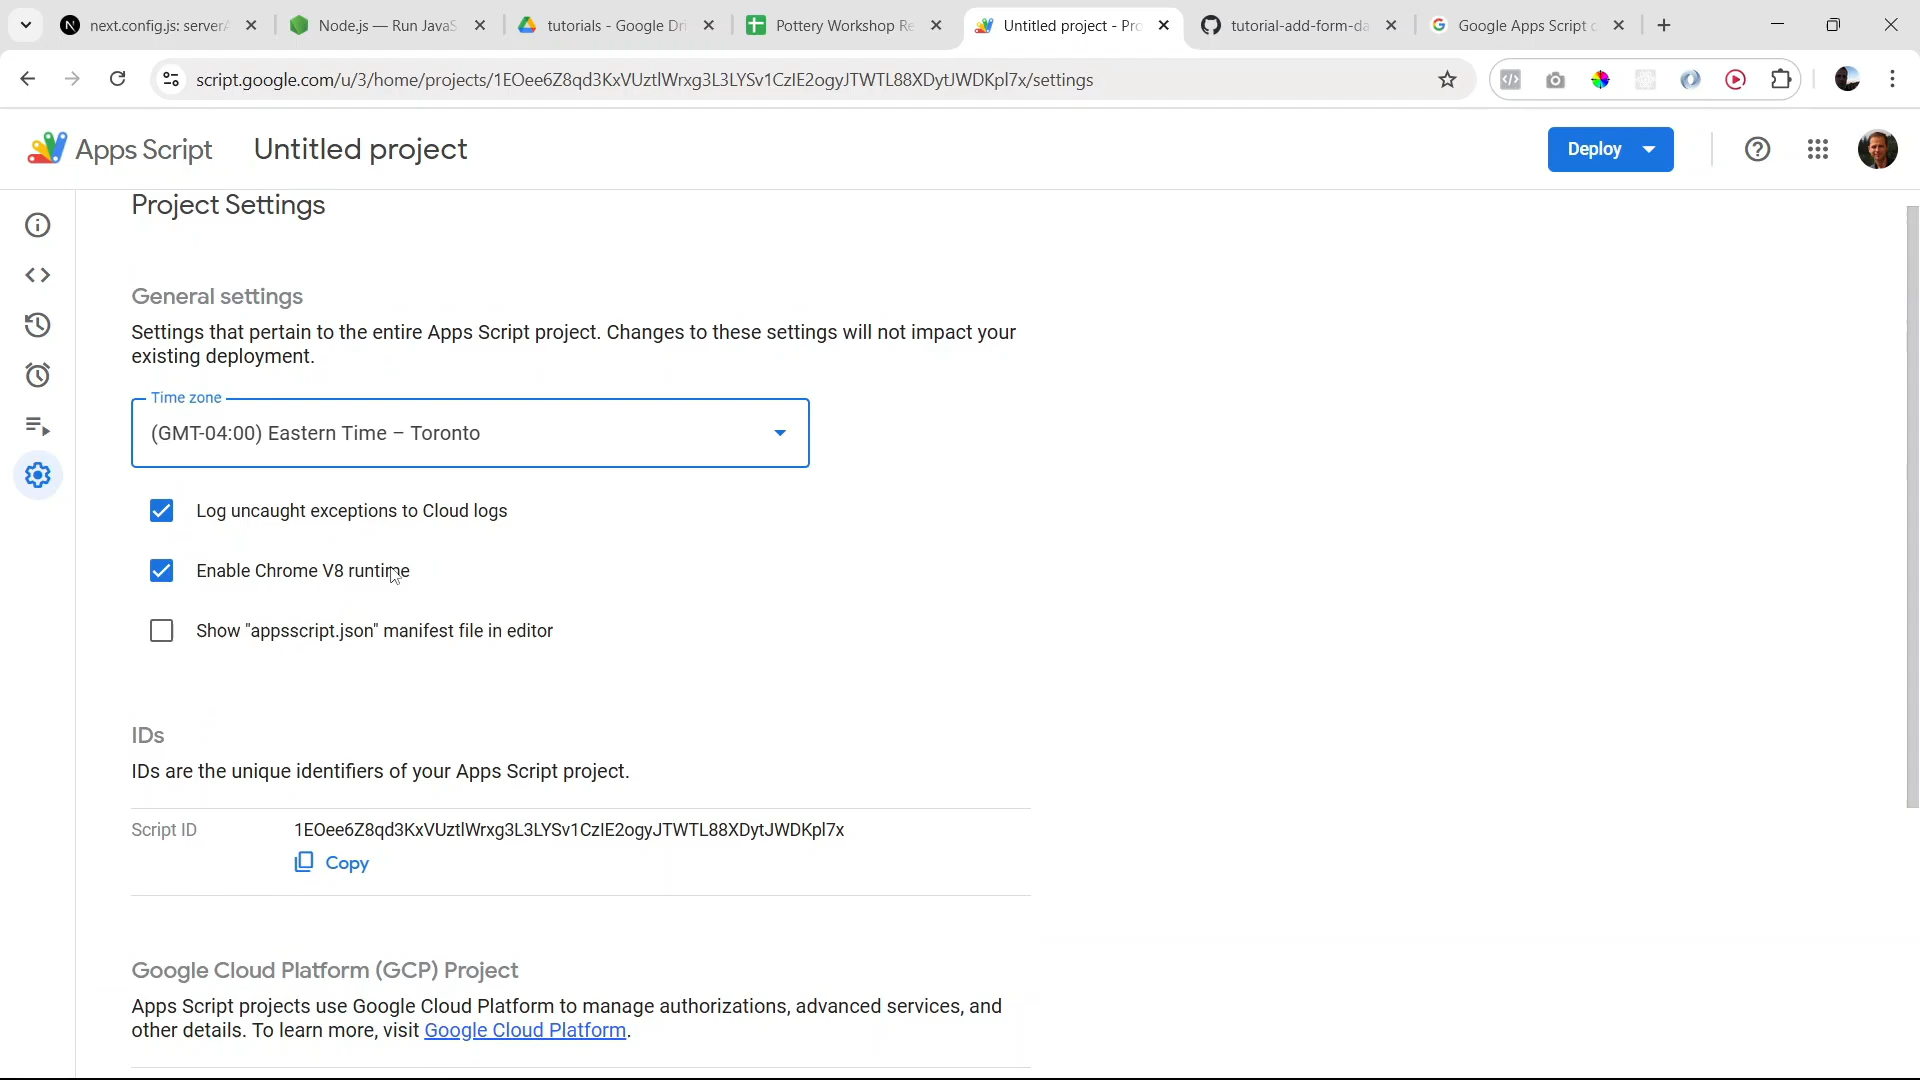 next.config.js: server
Node.js — Run JavaS
tutorials - Google Dri
Pottery Workshop Re
Untitled project - Pro
tutorial-add-form-da
Google Apps Script
script.google.com/u/3/home/projects/1EOee6Z8qd3KxVUztlWrxg3L3LYSv1CzlE2ogyJTWTL88XDytJWDKpl7x/settings
Apps Script
Untitled project
Deploy
Project Settings
General settings
Settings that pertain to the entire Apps Script project. Changes to these settings will not impact your
existing deployment.
Time zone
(GMT-04:00) Eastern Time – Toronto
Log uncaught exceptions to Cloud logs
Enable Chrome V8 runtime
Show "appsscript.json" manifest file in editor
IDs
IDs are the unique identifiers of your Apps Script project.
Script ID
1EOee6Z8qd3KxVUztlWrxg3L3LYSv1CzlE2ogyJTWTL88XDytJWDKpl7x
Copy
Google Cloud Platform (GCP) Project
Apps Script projects use Google Cloud Platform to manage authorizations, advanced services, and
other details. To learn more, visit Google Cloud Platform.